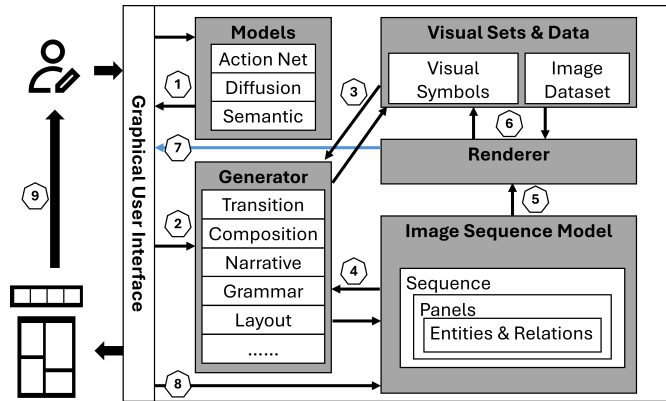 Graphical User Interface
Models
Action Net
Diffusion
Semantic
1
2
Generator
Transition
Composition
Narrative
Grammar
Layout
......
3
Visual Sets & Data
Visual
Symbols
Image
Dataset
6
7
Renderer
5
Image Sequence Model
4
Sequence
Panels
Entities & Relations
8
9